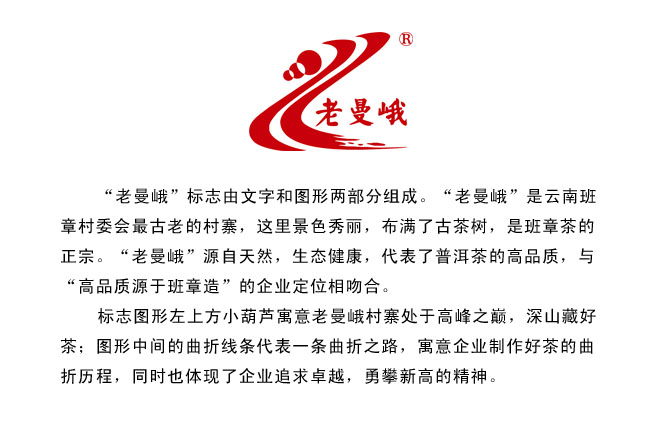 ®
老曼峨
“老曼峨”标志由文字和图形两部分组成。“老曼峨”是云南班
章村委会最古老的村寨，这里景色秀丽，布满了古茶树，是班章茶的
正宗。“老曼峨”源自天然，生态健康，代表了普洱茶的高品质，与
“高品质源于班章造”的企业定位相吻合。
标志图形左上方小葫芦寓意老曼峨村寨处于高峰之巅，深山藏好
茶；图形中间的曲折线条代表一条曲折之路，寓意企业制作好茶的曲
折历程，同时也体现了企业追求卓越，勇攀新高的精神。